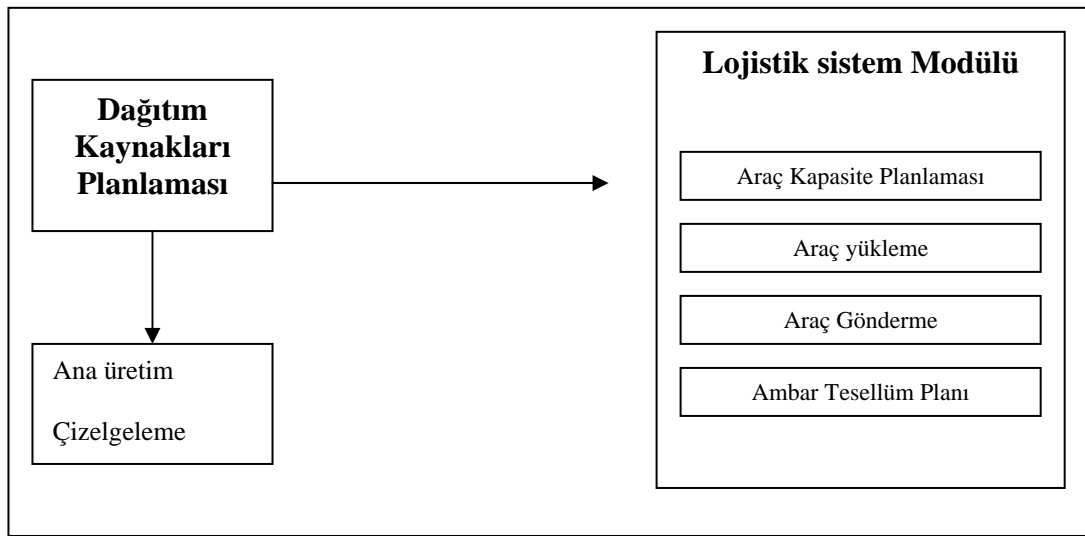 Dağıtım
Kaynakları
Planlaması
Ana üretim
Çizelgeleme
Lojistik sistem Modülü
Araç Kapasite Planlaması
Araç yükleme
Araç Gönderme
Ambar Tesellüm Planı